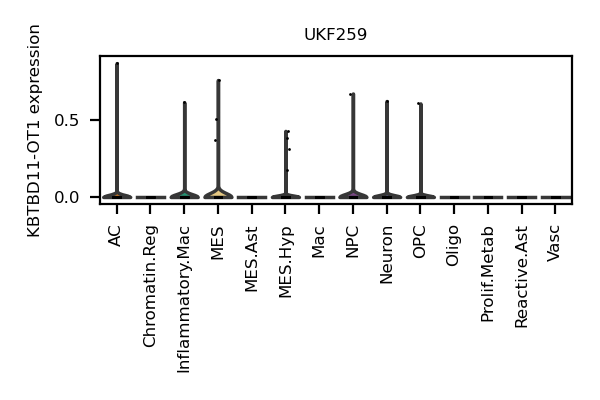 UKF259
KBTBD11-OT1 expression
0.5
0.0
AC
Chromatin.Reg
Inflammatory.Mac
MES
MES.Ast
MES.Hyp
Mac
NPC
Neuron
OPC
Oligo
Prolif.Metab
Reactive.Ast
Vasc